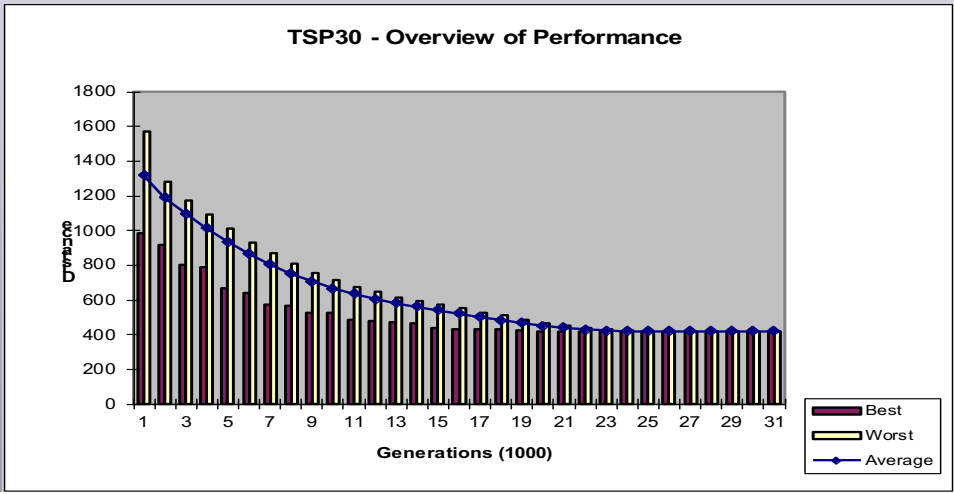 TSP30 - Overview of Performance
1800
1600
1400
1200
1000
800
600
400
200
0
Distance
1 3 5 7 9 11 13 15 17 19 21 23 25 27 29 31
Generations (1000)
Best
Worst
Average